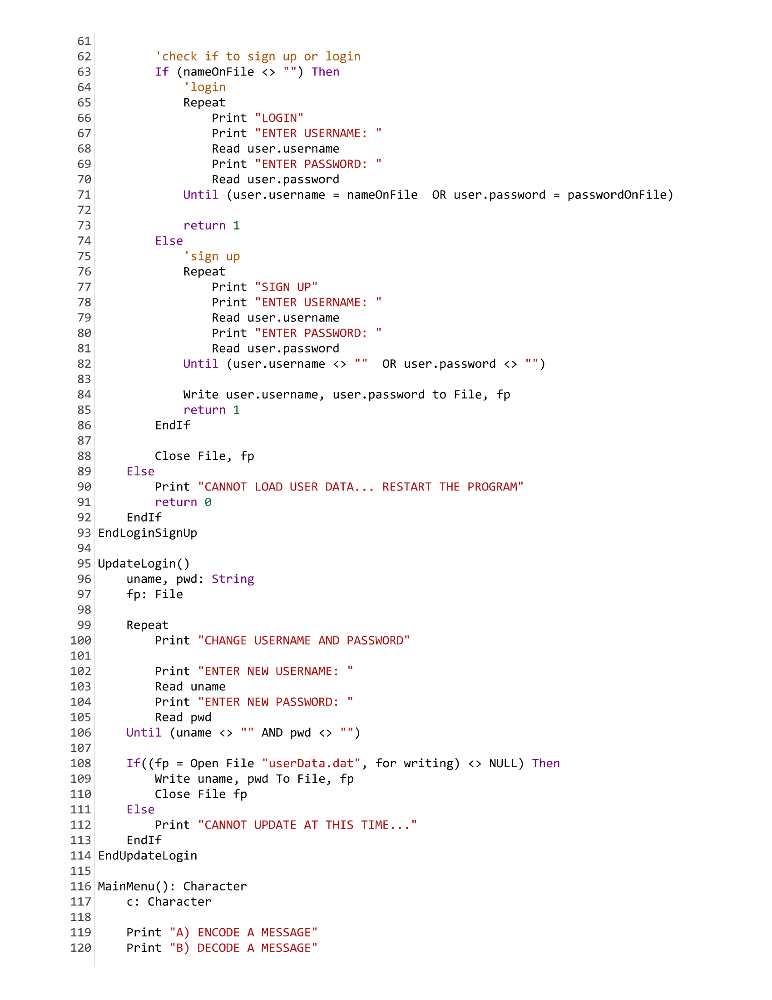 61
62         'check if to sign up or login
63         If (nameOnFile <> "") Then
64             'login
65             Repeat
66                 Print "LOGIN"
67                 Print "ENTER USERNAME: "
68                 Read user.username
69                 Print "ENTER PASSWORD: "
70                 Read user.password
71             Until (user.username = nameOnFile  OR user.password = passwordOnFile)
72
73             return 1
74         Else
75             'sign up
76             Repeat
77                 Print "SIGN UP"
78                 Print "ENTER USERNAME: "
79                 Read user.username
80                 Print "ENTER PASSWORD: "
81                 Read user.password
82             Until (user.username <> ""  OR user.password <> "")
83
84             Write user.username, user.password to File, fp
85             return 1
86         EndIf
87
88         Close File, fp
89     Else
90         Print "CANNOT LOAD USER DATA... RESTART THE PROGRAM"
91         return 0
92     EndIf
93 EndLoginSignUp
94
95 UpdateLogin()
96     uname, pwd: String
97     fp: File
98
99     Repeat
100         Print "CHANGE USERNAME AND PASSWORD"
101
102         Print "ENTER NEW USERNAME: "
103         Read uname
104         Print "ENTER NEW PASSWORD: "
105         Read pwd
106     Until (uname <> "" AND pwd <> "")
107
108     If((fp = Open File "userData.dat", for writing) <> NULL) Then
109         Write uname, pwd To File, fp
110         Close File fp
111     Else
112         Print "CANNOT UPDATE AT THIS TIME..."
113     EndIf
114 EndUpdateLogin
115
116 MainMenu(): Character
117     c: Character
118
119     Print "A) ENCODE A MESSAGE"
120     Print "B) DECODE A MESSAGE"